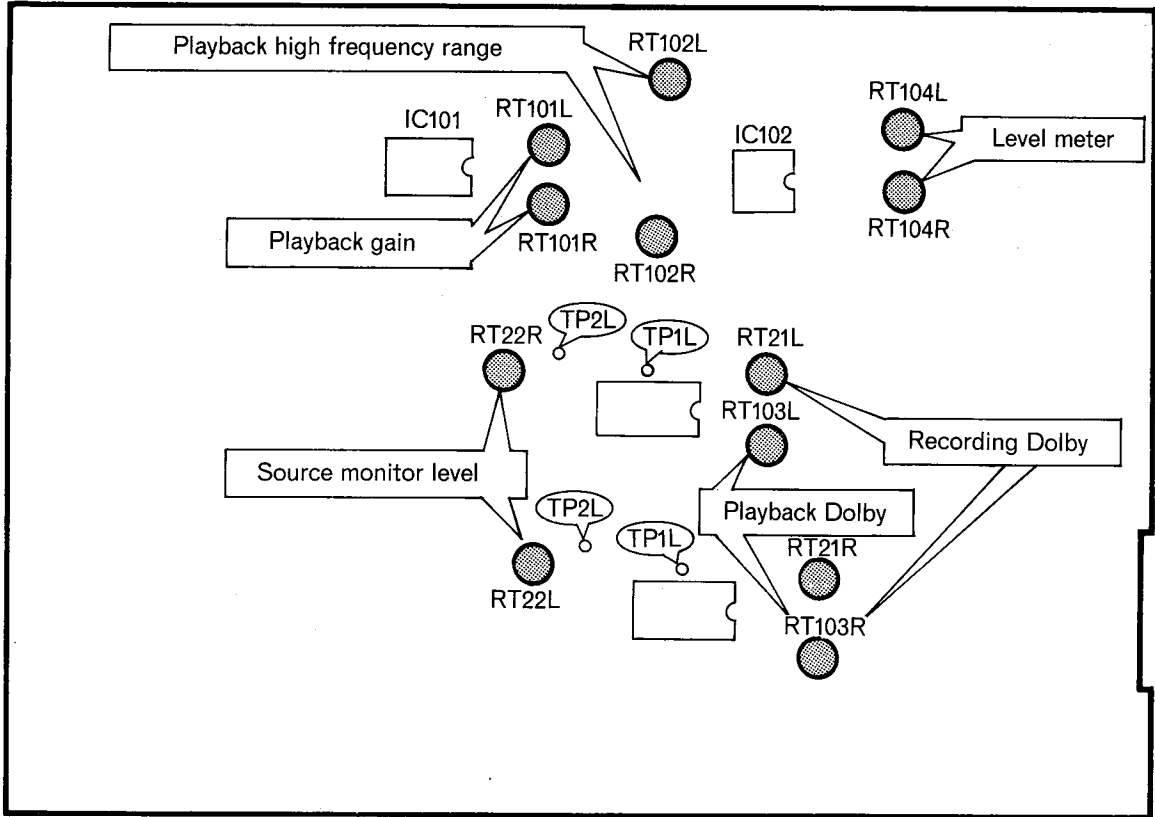 Playback high frequency range
RT102L
RT101L
IC101
RT104L
IC102
Level meter
Playback gain
RT101R
RT102R
RT104R
TP2L
TP1L
RT22R
RT21L
RT103L
Recording Dolby
Source monitor level
TP2L
Playback Dolby
TP1L
RT21R
RT22L
RT103R